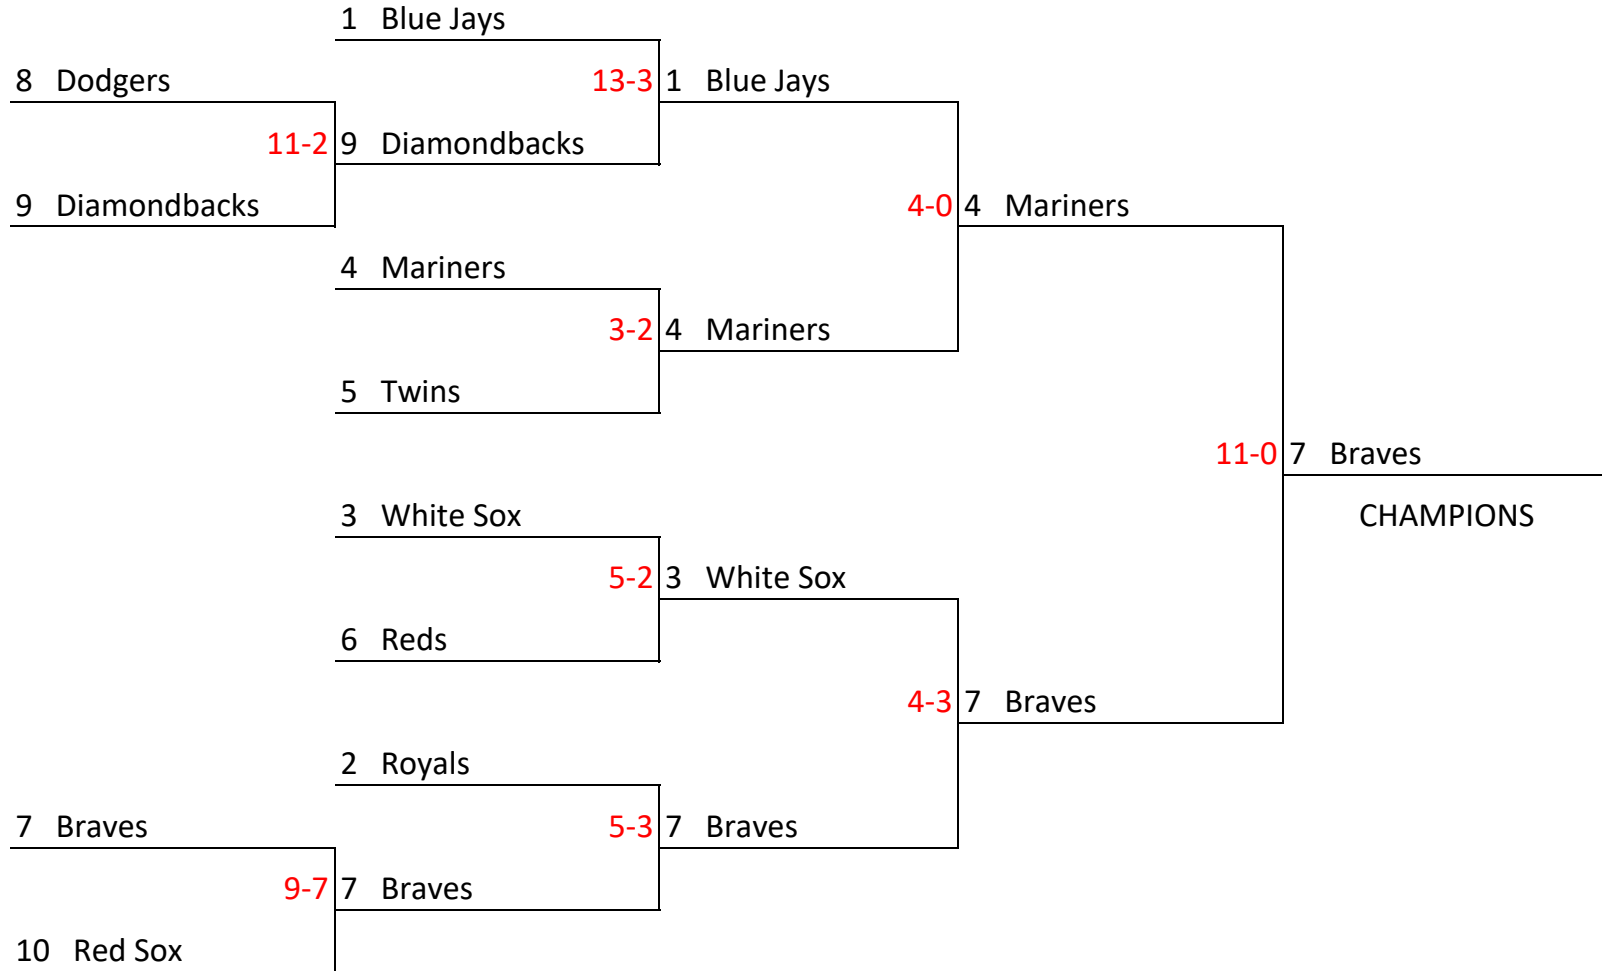 1 Blue Jays
8 Dodgers
13-3 1 Blue Jays
11-2 9 Diamondbacks
9 Diamondbacks
4-0 4 Mariners
4 Mariners
3-2 4 Mariners
5 Twins
11-0 7 Braves
3 White Sox
CHAMPIONS
5-2 3 White Sox
6 Reds
4-3 7 Braves
2 Royals
7 Braves
5-3 7 Braves
9-7 7 Braves
10 Red Sox